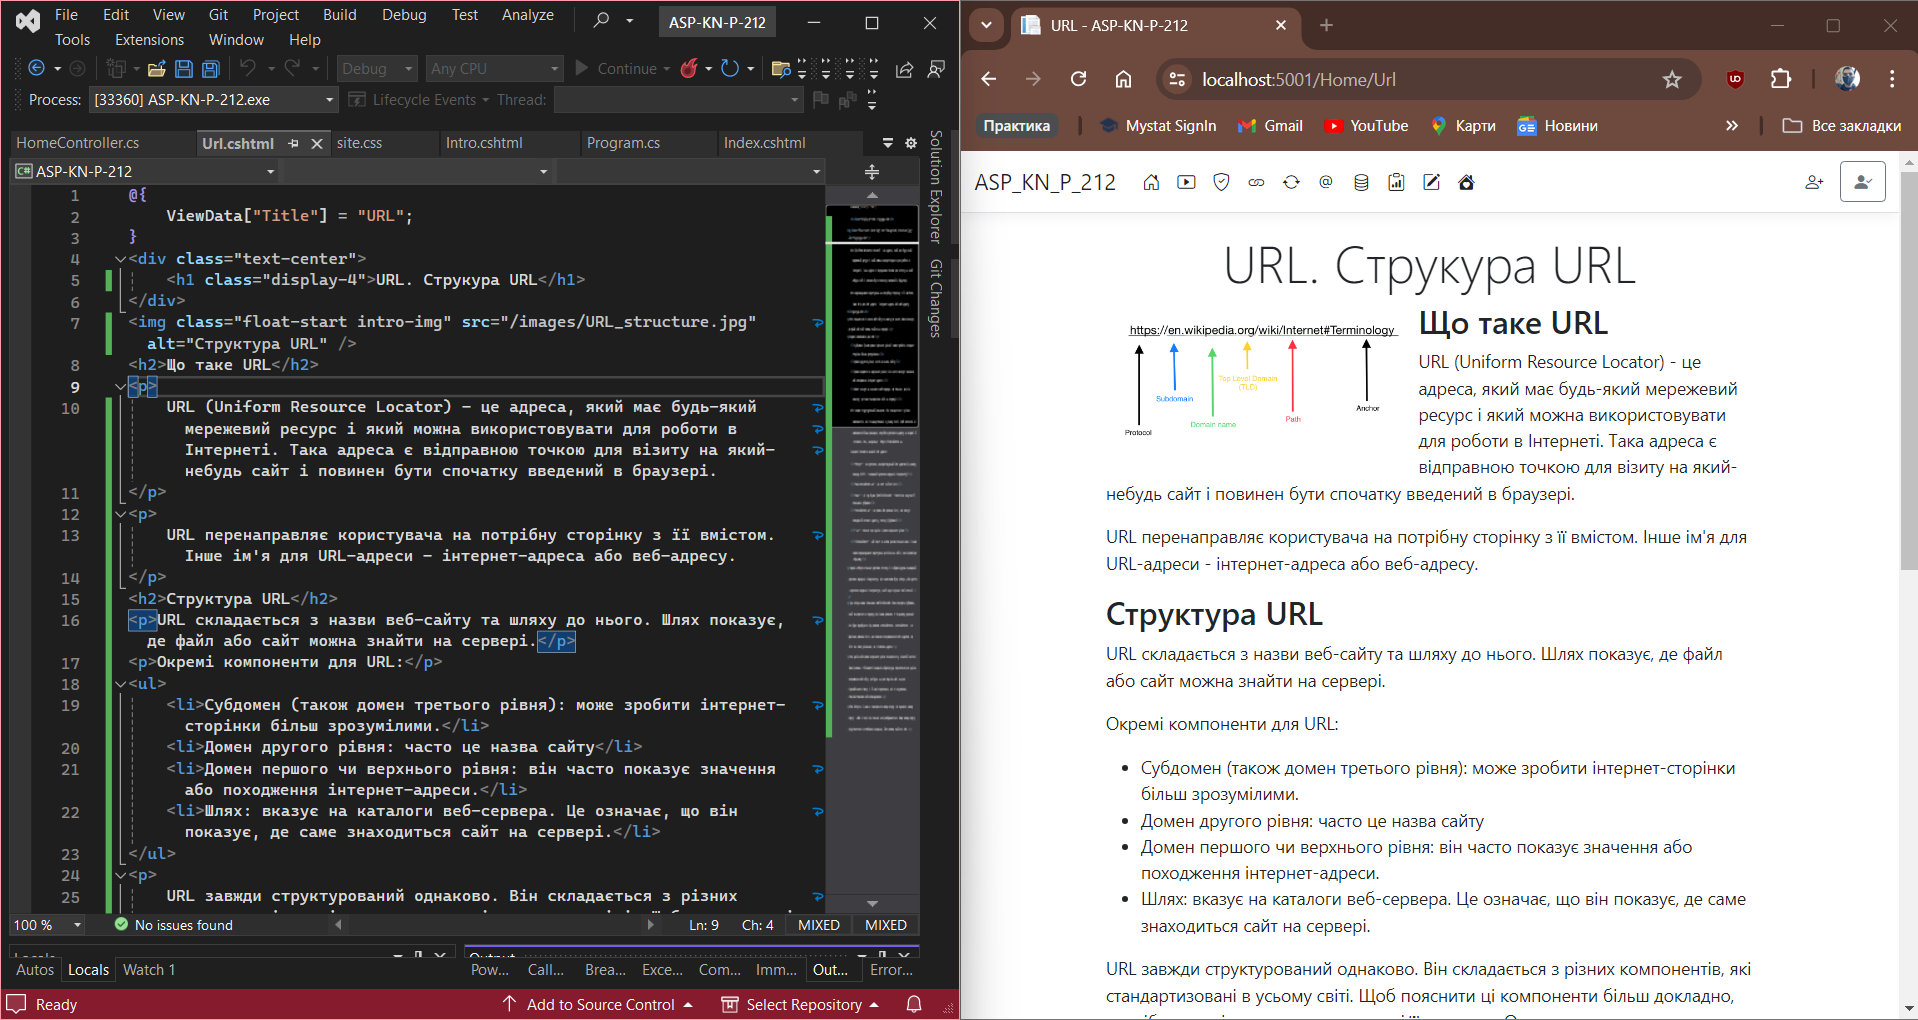 File Edit View Git Project Build Debug Test Analyze ASP-KN-P-212
Tools Extensions Window Help
Debug Any CPU Continue
Process: [33360] ASP-KN-P-212.exe Lifecycle Events Thread:
HomeController.cs Url.cshtml site.css Intro.cshtml Program.cs Index.cshtml
ASP-KN-P-212
1 @{
2 ViewData["Title"] = "URL";
3 }
4 <div class="text-center">
5 <h1 class="display-4">URL. Струкура URL</h1>
6 </div>
7 <img class="float-start intro-img" src="/images/URL_structure.jpg"
alt="Структура URL" />
8 <h2>Що таке URL</h2>
9 <p>
10 URL (Uniform Resource Locator) – це адреса, який має будь-який
мережевий ресурс і який можна використовувати для роботи в
Інтернеті. Така адреса є відправною точкою для візиту на який-
небудь сайт і повинен бути спочатку введений в браузері.
11 </p>
12 <p>
13 URL перенаправляє користувача на потрібну сторінку з її вмістом.
Інше ім'я для URL-адреси – інтернет-адреса або веб-адресу.
14 </p>
15 <h2>Структура URL</h2>
16 <p>URL складається з назви веб-сайту та шляху до нього. Шлях показує,
де файл або сайт можна знайти на сервері.</p>
17 <p>Окремі компоненти для URL:</p>
18 <ul>
19 <li>Субдомен (також домен третього рівня): може зробити інтернет-
сторінки більш зрозумілими.</li>
20 <li>Домен другого рівня: часто це назва сайту</li>
21 <li>Домен першого чи верхнього рівня: він часто показує значення
або походження інтернет-адреси.</li>
22 <li>Шлях: вказує на каталоги веб-сервера. Це означає, що він
показує, де саме знаходиться сайт на сервері.</li>
23 </ul>
24 <p>
25 URL завжди структурований однаково. Він складається з різних
100 % No issues found Ln: 9 Ch: 4 MIXED MIXED
Autos Locals Watch 1 Pow... Call... Brea... Exce... Com... Imm... Out... Error...
Ready Add to Source Control Select Repository
Solution Explorer
Git Changes
URL - ASP-KN-P-212
localhost:5001/Home/Url
Практика Mystat SignIn Gmail YouTube Карти Новини » Все закладки
ASP_KN_P_212
URL. Струкура URL
https://en.wikipedia.org/wiki/Internet#Terminology
Protocol
Subdomain
Domain name
Top Level Domain
(TLD)
Path
Anchor
Що таке URL
URL (Uniform Resource Locator) - це
адреса, який має будь-який мережевий
ресурс і який можна використовувати
для роботи в Інтернеті. Така адреса є
відправною точкою для візиту на який-
небудь сайт і повинен бути спочатку введений в браузері.
URL перенаправляє користувача на потрібну сторінку з її вмістом. Інше ім'я для
URL-адреси - інтернет-адреса або веб-адресу.
Структура URL
URL складається з назви веб-сайту та шляху до нього. Шлях показує, де файл
або сайт можна знайти на сервері.
Окремі компоненти для URL:
Субдомен (також домен третього рівня): може зробити інтернет-сторінки
більш зрозумілими.
Домен другого рівня: часто це назва сайту
Домен першого чи верхнього рівня: він часто показує значення або
походження інтернет-адреси.
Шлях: вказує на каталоги веб-сервера. Це означає, що він показує, де саме
знаходиться сайт на сервері.
URL завжди структурований однаково. Він складається з різних компонентів, які
стандартизовані в усьому світі. Щоб пояснити ці компоненти більш докладно,